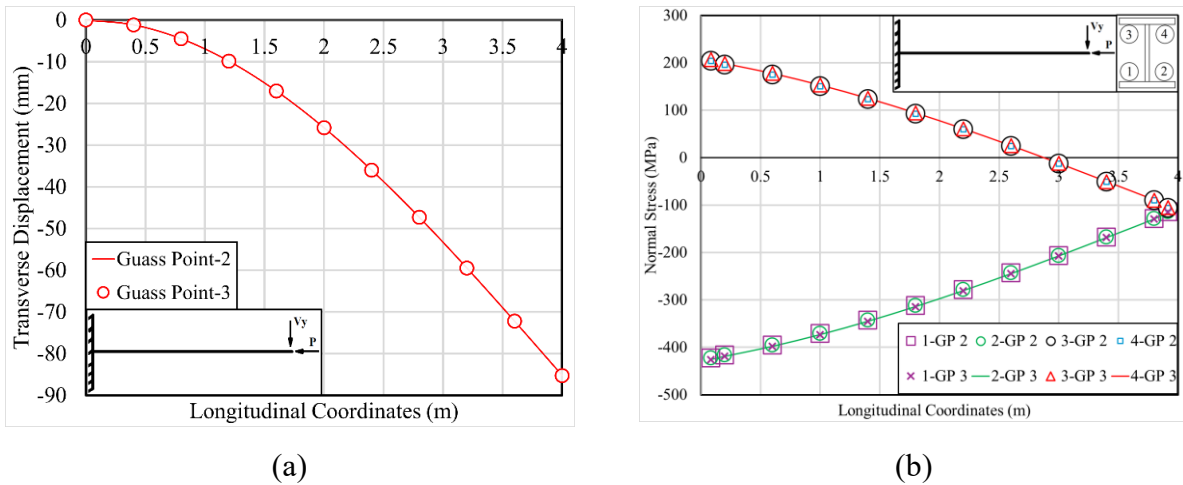 (a)
0
-10
-20
-30
-40
-50
-60
-70
-80
-90
0 0.5 1 1.5 2 2.5 3 3.5 4
Transverse Displacement (mm)
Guass Point-2
Guass Point-3
Vy
P
Longitudinal Coordinates (m)
(b)
300
200
100
0
-100
-200
-300
-400
-500
0 0.5 1 1.5 2 2.5 3 3.5 4
Normal Stress (MPa)
Vy
P
3 4
1 2
1-GP 2 2-GP 2 3-GP 2 4-GP 2
1-GP 3 2-GP 3 3-GP 3 4-GP 3
Longitudinal Coordinates (m)
(a)
(b)